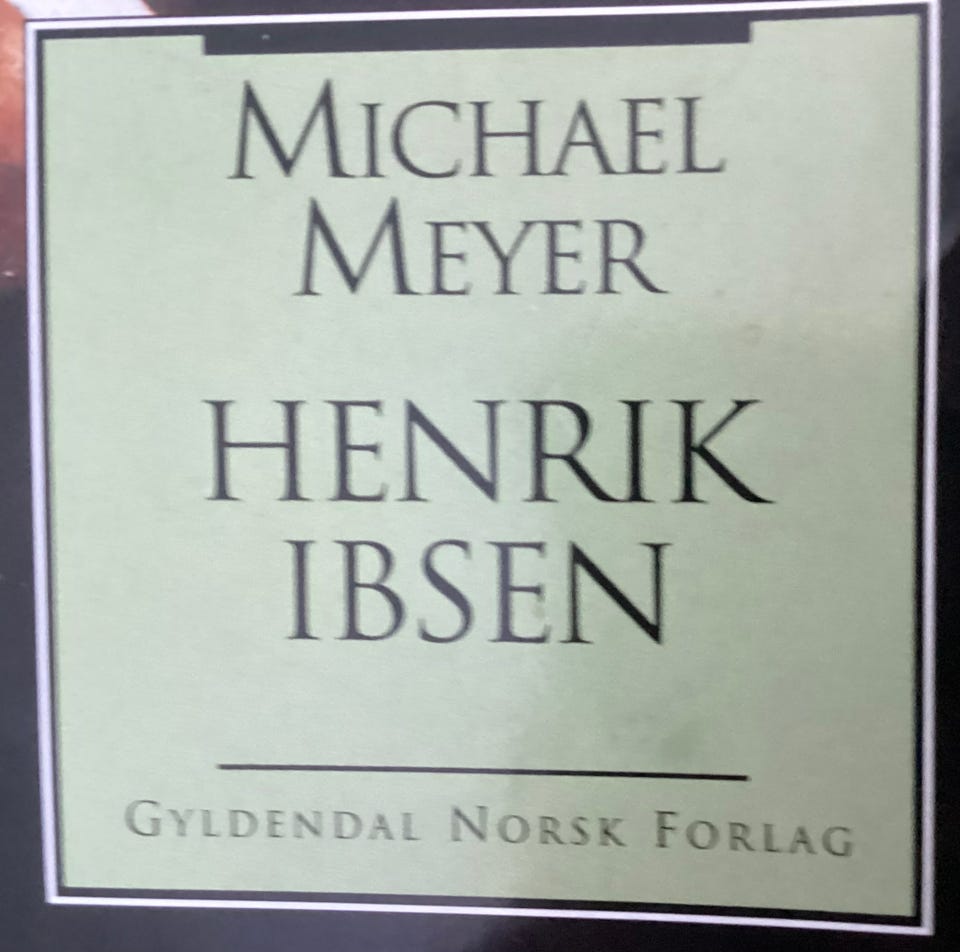 MICHAEL
MEYER
HENRIK
IBSEN
GYLDENDAL NORSK FORLAG